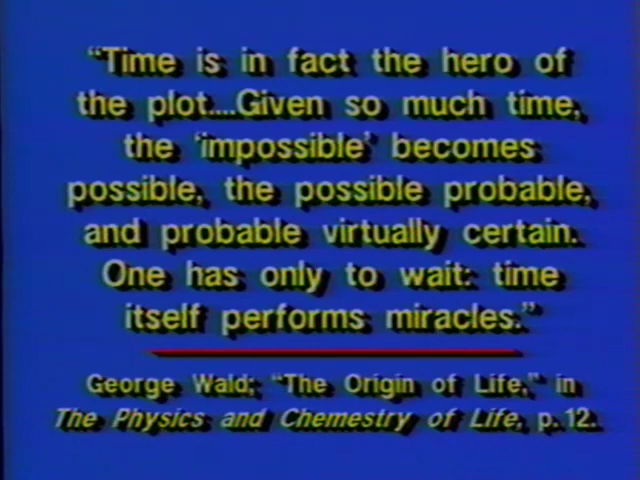 “Time is in fact the hero of
the plot....Given so much time,
the ‘impossible’ becomes
possible, the possible probable,
and probable virtually certain.
One has only to wait: time
itself performs miracles.”
George Wald; “The Origin of Life,” in
The Physics and Chemestry of Life, p. 12.